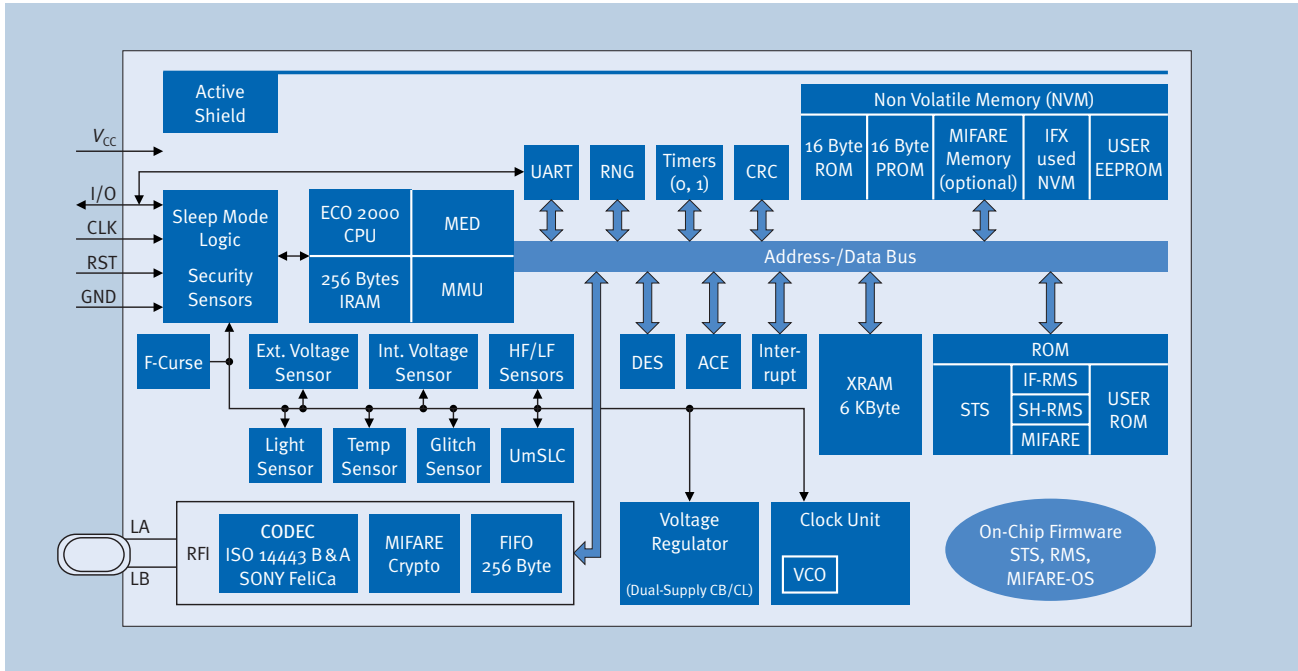 Active
Shield
Non Volatile Memory (NVM)
16 Byte
ROM
16 Byte
PROM
MIFARE
Memory
(optional)
IFX
used
NVM
USER
EEPROM
VCC
I/O
CLK
RST
GND
UART
RNG
Timers
(0, 1)
CRC
Sleep Mode
Logic
Security
Sensors
ECO 2000
CPU
MED
256 Bytes
IRAM
MMU
Address-/Data Bus
F-Curse
Ext. Voltage
Sensor
Int. Voltage
Sensor
HF/LF
Sensors
DES
ACE
Inter-
rupt
XRAM
6 KByte
ROM
STS
IF-RMS
SH-RMS
MIFARE
USER
ROM
Light
Sensor
Temp
Sensor
Glitch
Sensor
UmSLC
LA
LB
RFI
CODEC
ISO 14443 B & A
SONY FeliCa
MIFARE
Crypto
FIFO
256 Byte
Voltage
Regulator
(Dual-Supply CB/CL)
Clock Unit
VCO
On-Chip Firmware
STS, RMS,
MIFARE-OS